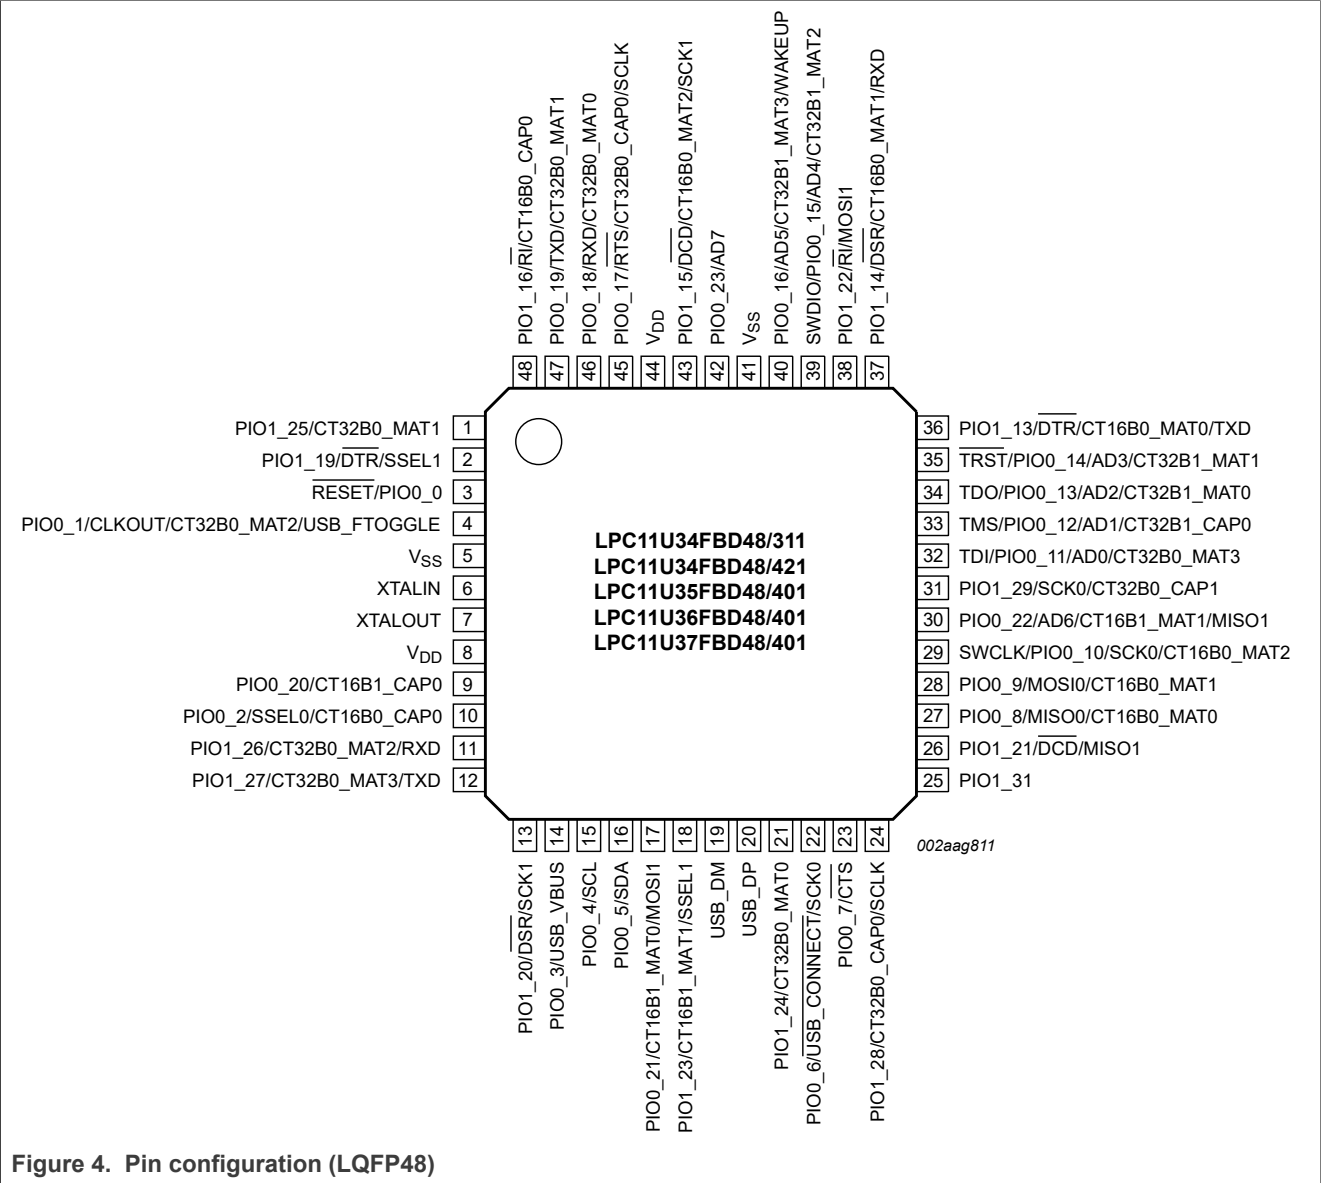 PIO1_16/RI/CT16B0_CAP0
PIO0_19/TXD/CT32B0_MAT1
PIO0_18/RXD/CT32B0_MAT0
PIO0_17/RTS/CT32B0_CAP0/SCLK
VDD
PIO1_15/DCD/CT16B0_MAT2/SCK1
PIO0_23/AD7
VSS
PIO0_16/AD5/CT32B1_MAT3/WAKEUP
SWDIO/PIO0_15/AD4/CT32B1_MAT2
PIO1_22/RI/MOSI1
PIO1_14/DSR/CT16B0_MAT1/RXD
48
47
46
45
44
43
42
41
40
39
38
37
PIO1_25/CT32B0_MAT1 1
PIO1_19/DTR/SSEL1 2
RESET/PIO0_0 3
PIO0_1/CLKOUT/CT32B0_MAT2/USB_FTOGGLE 4
VSS 5
XTALIN 6
XTALOUT 7
VDD 8
PIO0_20/CT16B1_CAP0 9
PIO0_2/SSEL0/CT16B0_CAP0 10
PIO1_26/CT32B0_MAT2/RXD 11
PIO1_27/CT32B0_MAT3/TXD 12
LPC11U34FBD48/311
LPC11U34FBD48/421
LPC11U35FBD48/401
LPC11U36FBD48/401
LPC11U37FBD48/401
36 PIO1_13/DTR/CT16B0_MAT0/TXD
35 TRST/PIO0_14/AD3/CT32B1_MAT1
34 TDO/PIO0_13/AD2/CT32B1_MAT0
33 TMS/PIO0_12/AD1/CT32B1_CAP0
32 TDI/PIO0_11/AD0/CT32B0_MAT3
31 PIO1_29/SCK0/CT32B0_CAP1
30 PIO0_22/AD6/CT16B1_MAT1/MISO1
29 SWCLK/PIO0_10/SCK0/CT16B0_MAT2
28 PIO0_9/MOSI0/CT16B0_MAT1
27 PIO0_8/MISO0/CT16B0_MAT0
26 PIO1_21/DCD/MISO1
25 PIO1_31
13
14
15
16
17
18
19
20
21
22
23
24
002aag811
PIO1_20/DSR/SCK1
PIO0_3/USB_VBUS
PIO0_4/SCL
PIO0_5/SDA
PIO0_21/CT16B1_MAT0/MOSI1
PIO1_23/CT16B1_MAT1/SSEL1
USB_DM
USB_DP
PIO1_24/CT32B0_MAT0
PIO0_6/USB_CONNECT/SCK0
PIO0_7/CTS
PIO1_28/CT32B0_CAP0/SCLK
Figure 4. Pin configuration (LQFP48)